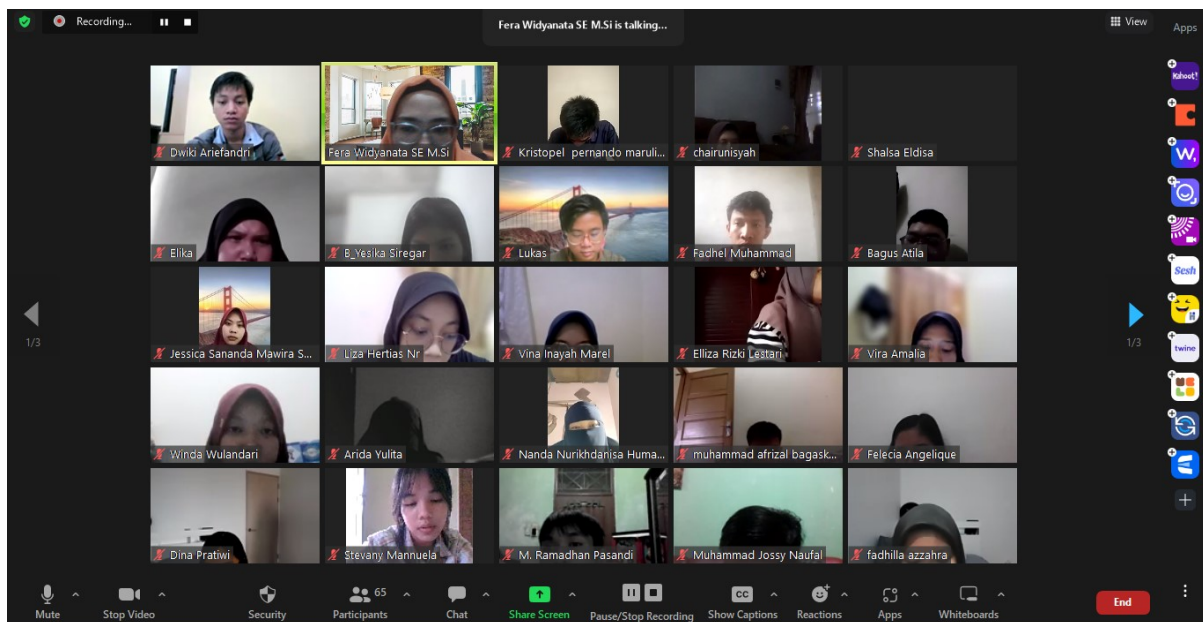 Recording...
Fera Widyanata SE M.Si is talking...
View
Apps
Dwiki Ariefandri
Fera Widyanata SE M.Si
Kristopel pernando maruli...
chairunisyah
Shalsa Eldisa
Kahoot!
W,
Elika
B_Yesika Siregar
Lukas
Fadhel Muhammad
Bagus Atila
Sesh
1/3
Jessica Sananda Mawira S...
Liza Hertias Nr
Vina Inayah Marel
Elliza Rizki Lestari
Vira Amalia
1/3
twine
Winda Wulandari
Arida Yulita
Nanda Nurikhdanisa Huma...
muhammad afrizal bagask...
Felecia Angelique
Dina Pratiwi
Stevany Mannuela
M. Ramadhan Pasandi
Muhammad Jossy Naufal
fadhilla azzahra
Mute
Stop Video
Security
65
Participants
Chat
Share Screen
Pause/Stop Recording
CC
Show Captions
Reactions
Apps
Whiteboards
End